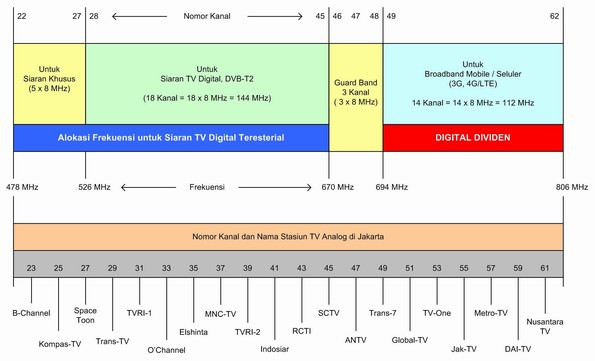 22 27 28 Nomor Kanal 45 46 47 48 49 62
Untuk
Siaran Khusus
(5 x 8 MHz)
Untuk
Siaran TV Digital, DVB-T2
(18 Kanal = 18 x 8 MHz = 144 MHz)
Guard Band
3 Kanal
( 3 x 8 MHz)
Untuk
Broadband Mobile / Seluler
(3G, 4G/LTE)
14 Kanal = 14 x 8 MHz = 112 MHz
Alokasi Frekuensi untuk Siaran TV Digital Teresterial
DIGITAL DIVIDEN
478 MHz 526 MHz Frekuensi 670 MHz 694 MHz 806 MHz
Nomor Kanal dan Nama Stasiun TV Analog di Jakarta
23 25 27 29 31 33 35 37 39 41 43 45 47 49 51 53 55 57 59 61
B-Channel
Kompas-TV
Space
Toon
Trans-TV
TVRI-1
O'Channel
Elshinta
MNC-TV
TVRI-2
Indosiar
RCTI
SCTV
ANTV
Trans-7
Global-TV
TV-One
Jak-TV
Metro-TV
DAI-TV
Nusantara
TV